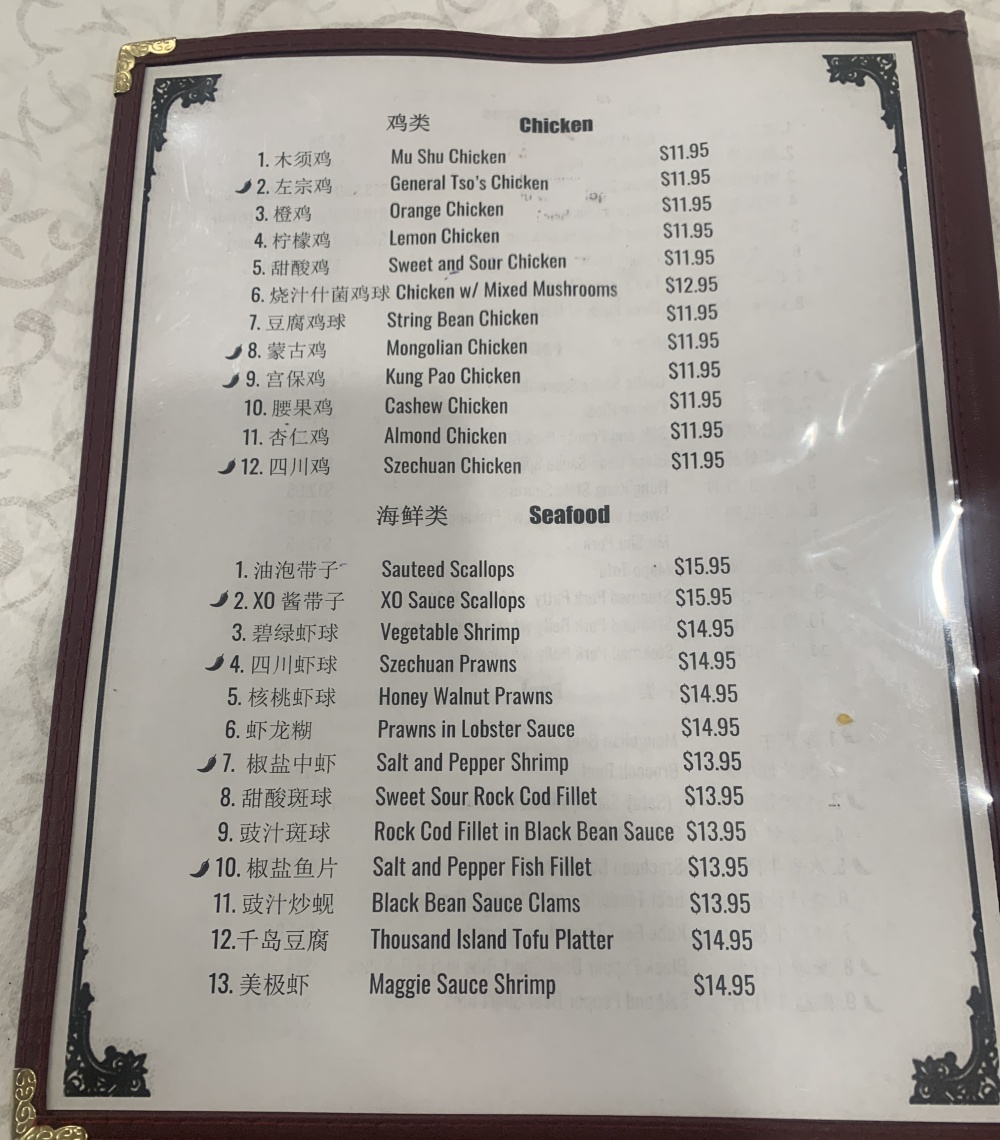 鸡类 Chicken
1. 木须鸡 Mu Shu Chicken $11.95
2. 左宗鸡 General Tso's Chicken $11.95
3. 橙鸡 Orange Chicken $11.95
4. 柠檬鸡 Lemon Chicken $11.95
5. 甜酸鸡 Sweet and Sour Chicken $11.95
6. 烧汁什菌鸡球 Chicken w/ Mixed Mushrooms $12.95
7. 豆腐鸡球 String Bean Chicken $11.95
8. 蒙古鸡 Mongolian Chicken $11.95
9. 宫保鸡 Kung Pao Chicken $11.95
10. 腰果鸡 Cashew Chicken $11.95
11. 杏仁鸡 Almond Chicken $11.95
12. 四川鸡 Szechuan Chicken $11.95
海鲜类 Seafood
1. 油泡带子 Sauteed Scallops $15.95
2. XO 酱带子 XO Sauce Scallops $15.95
3. 碧绿虾球 Vegetable Shrimp $14.95
4. 四川虾球 Szechuan Prawns $14.95
5. 核桃虾球 Honey Walnut Prawns $14.95
6. 虾龙糊 Prawns in Lobster Sauce $14.95
7. 椒盐中虾 Salt and Pepper Shrimp $13.95
8. 甜酸斑球 Sweet Sour Rock Cod Fillet $13.95
9. 豉汁斑球 Rock Cod Fillet in Black Bean Sauce $13.95
10. 椒盐鱼片 Salt and Pepper Fish Fillet $13.95
11. 豉汁炒蚬 Black Bean Sauce Clams $13.95
12.千岛豆腐 Thousand Island Tofu Platter $14.95
13. 美极虾 Maggie Sauce Shrimp $14.95